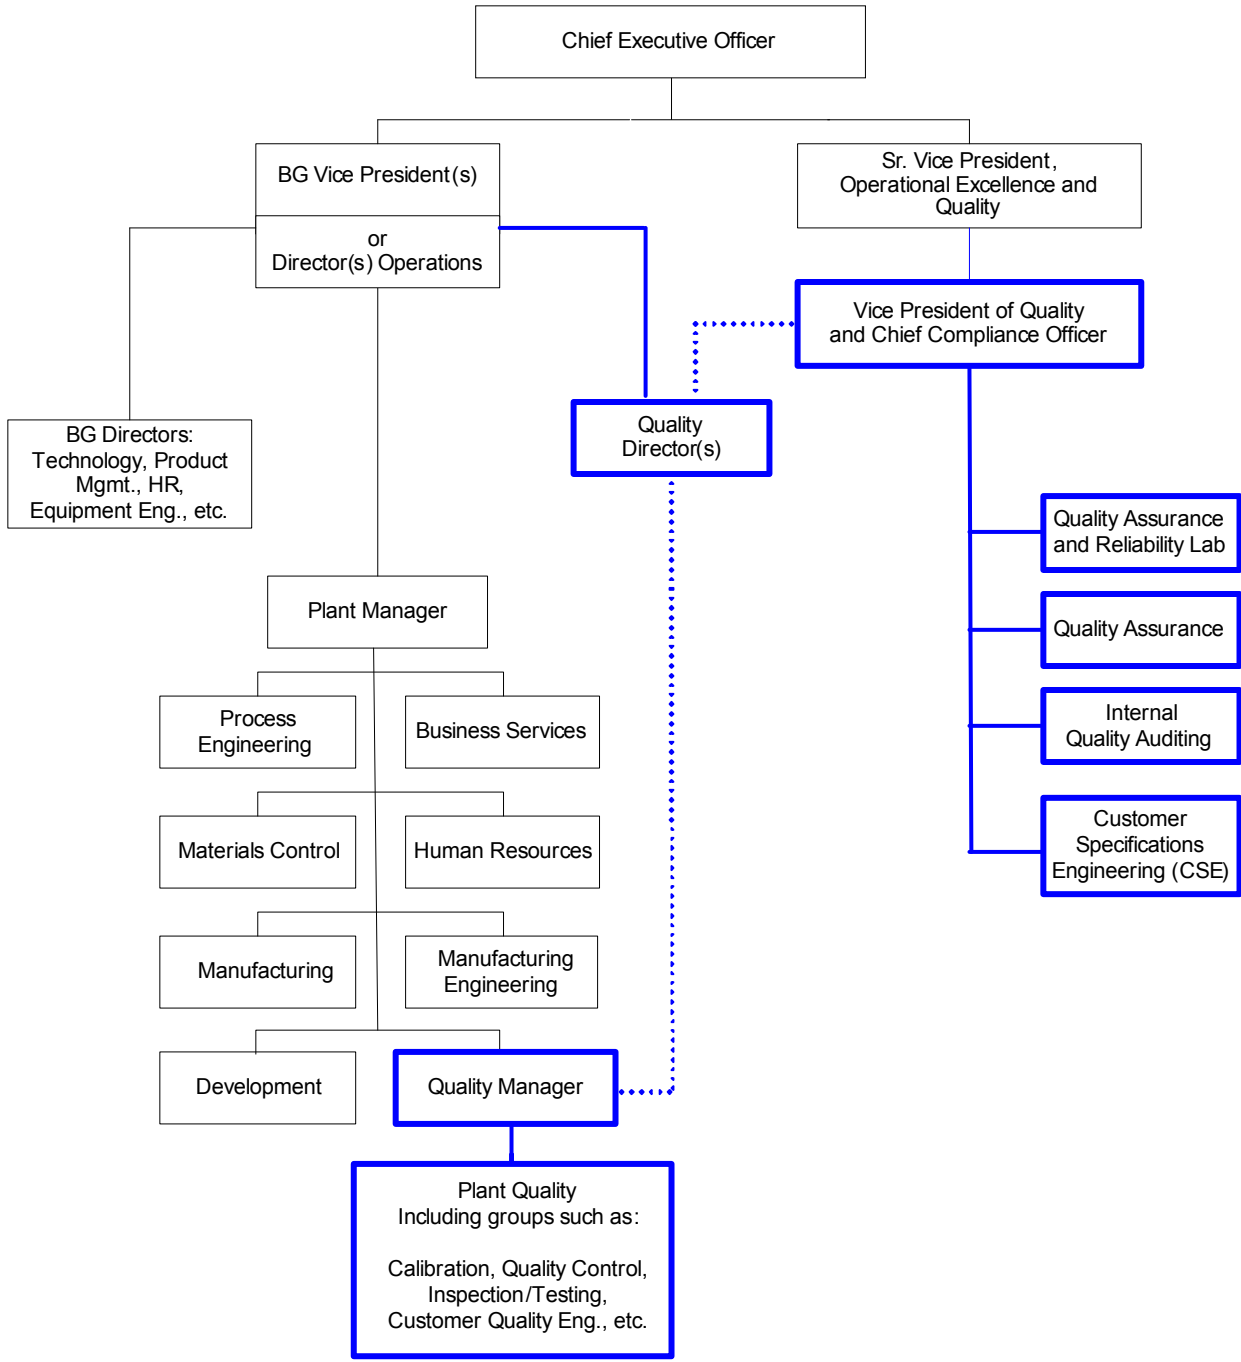 Chief Executive Officer
BG Vice President(s)
or
Director(s) Operations
Sr. Vice President,
Operational Excellence and
Quality
Vice President of Quality
and Chief Compliance Officer
Quality
Director(s)
BG Directors:
Technology, Product
Mgmt., HR,
Equipment Eng., etc.
Quality Assurance
and Reliability Lab
Quality Assurance
Internal
Quality Auditing
Customer
Specifications
Engineering (CSE)
Plant Manager
Process
Engineering
Business Services
Materials Control
Human Resources
Manufacturing
Manufacturing
Engineering
Development
Quality Manager
Plant Quality
Including groups such as:
Calibration, Quality Control,
Inspection/Testing,
Customer Quality Eng., etc.